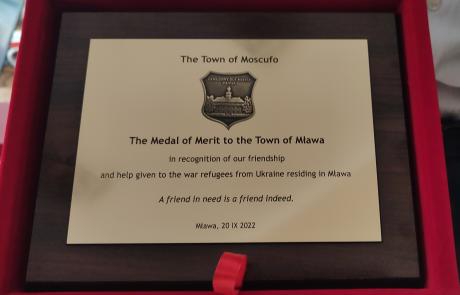 The Town of Moscufo
The Medal of Merit to the Town of Mława
in recognition of our friendship
and help given to the war refugees from Ukraine residing in Mława
A friend in need is a friend indeed.
Mława, 20 IX 2022